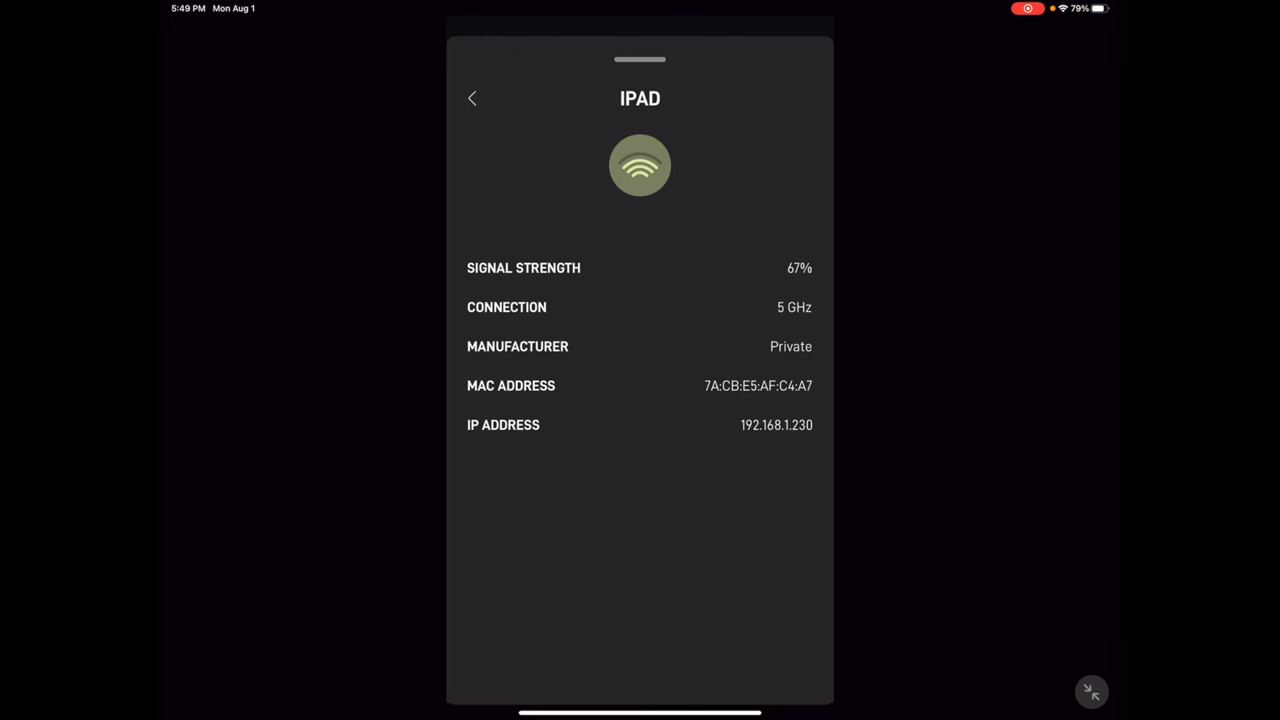 5:49 PM Mon Aug 1
79%
IPAD
SIGNAL STRENGTH 67%
CONNECTION 5 GHz
MANUFACTURER Private
MAC ADDRESS 7A:CB:E5:AF:C4:A7
IP ADDRESS 192.168.1.230